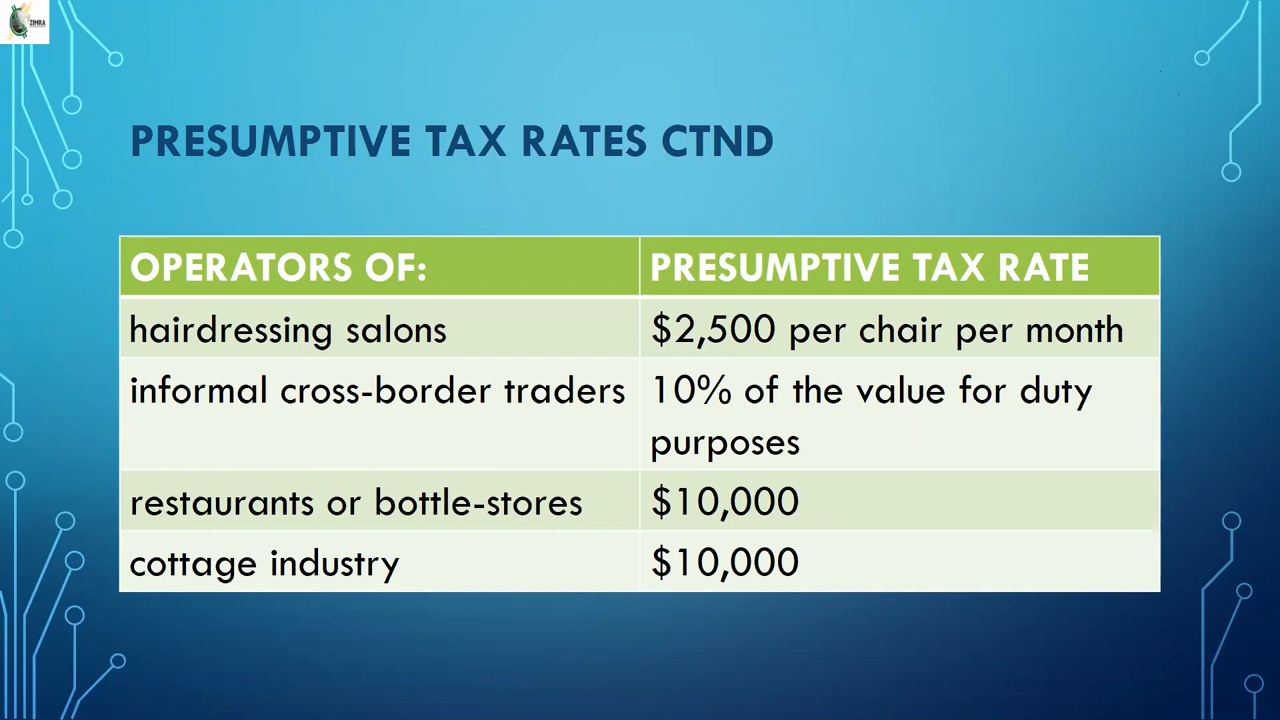 ZIMRA
PRESUMPTIVE TAX RATES CTND
OPERATORS OF:
PRESUMPTIVE TAX RATE
hairdressing salons
$2,500 per chair per month
informal cross-border traders
10% of the value for duty
purposes
restaurants or bottle-stores
$10,000
cottage industry
$10,000